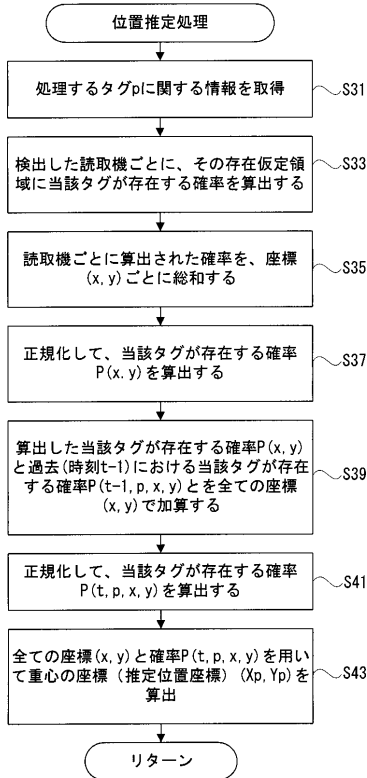 位置推定処理
処理するタグpに関する情報を取得
S31
検出した読取機ごとに、その存在仮定領
域に当該タグが存在する確率を算出する
S33
読取機ごとに算出された確率を、座標
(x,y)ごとに総和する
S35
正規化して、当該タグが存在する確率
P(x,y)を算出する
S37
算出した当該タグが存在する確率P(x,y)
と過去(時刻t-1)における当該タグが存在
する確率P(t-1,p,x,y)とを全ての座標
(x,y)で加算する
S39
正規化して、当該タグが存在する確率
P(t,p,x,y)を算出する
S41
全ての座標(x,y)と確率P(t,p,x,y)を用い
て重心の座標（推定位置座標）(Xp,Yp)を
算出
S43
リターン